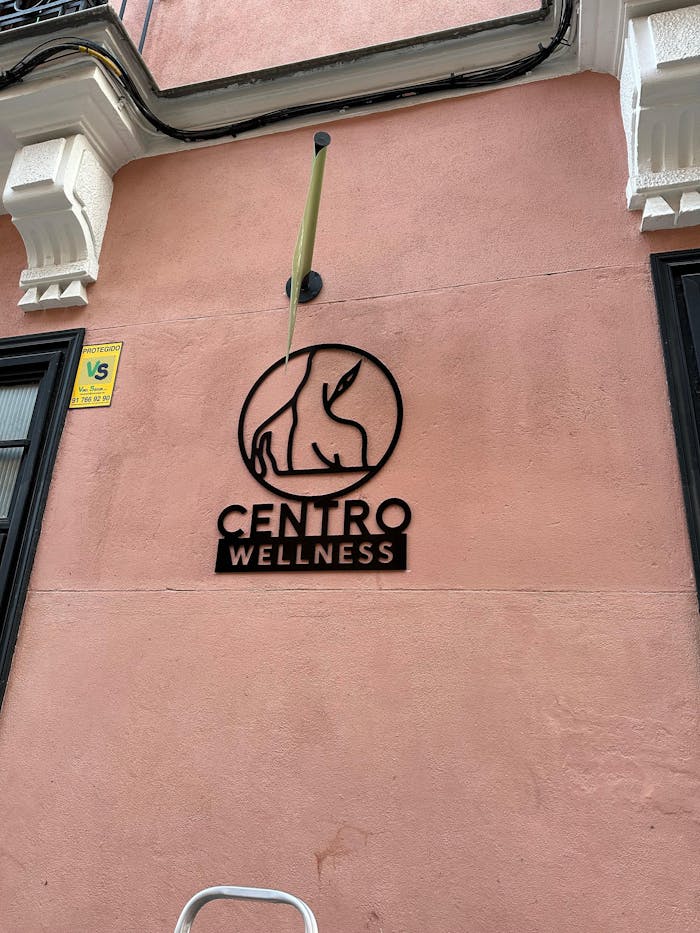 PROTEGIDO
VS
91 766 92 90
CENTRO
WELLNESS